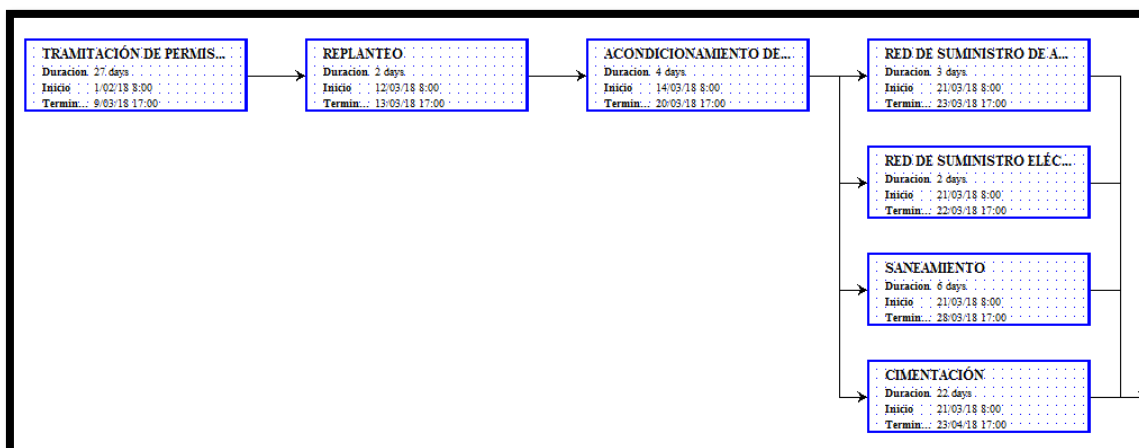 TRAMITACIÓN DE PERMIS...
Duracion. 27 days.
Inicio 1/02/18 8:00
Termin...: 9/03/18 17:00
REPLANTEO
Duracion. 2 days.
Inicio 12/03/18 8:00
Termin...: 13/03/18 17:00
ACONDICIONAMIENTO DE...
Duracion. 4 days.
Inicio 14/03/18 8:00
Termin...: 20/03/18 17:00
RED DE SUMINISTRO DE A...
Duracion. 3 days.
Inicio 21/03/18 8:00
Termin...: 23/03/18 17:00
RED DE SUMINISTRO ELÉC...
Duracion. 2 days.
Inicio 21/03/18 8:00
Termin...: 22/03/18 17:00
SANEAMIENTO
Duracion. 6 days.
Inicio 21/03/18 8:00
Termin...: 28/03/18 17:00
CIMENTACIÓN
Duracion. 22 days
Inicio 21/03/18 8:00
Termin...: 23/04/18 17:00